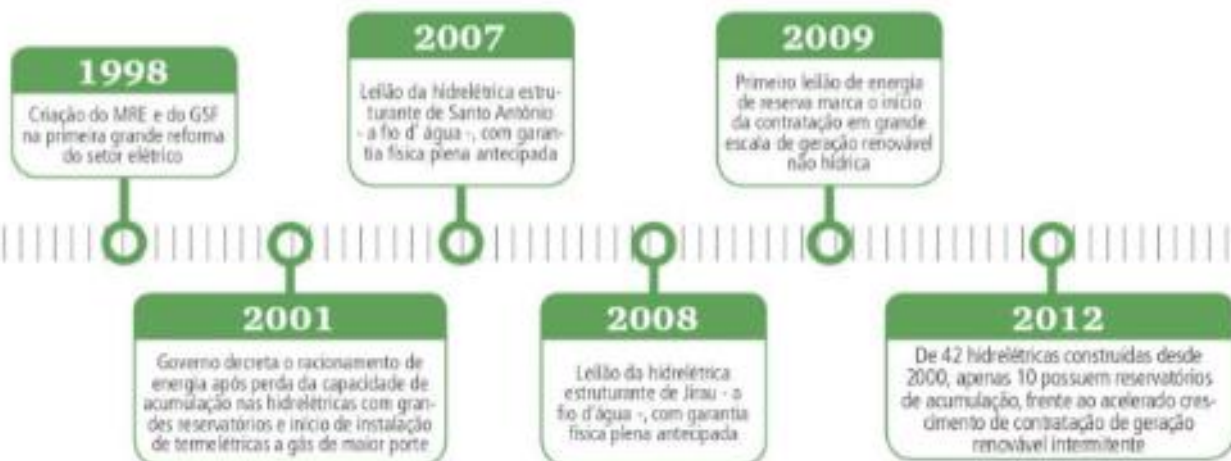 1998
Criação do MRE e do GSF
na primeira grande reforma
do setor elétrico
2001
Governo decreta o racionamento de
energia após perda da capacidade de
acumulação nas hidrelétricas com gran-
des reservatórios e início de instalação
de termelétricas a gás de maior porte
2007
Leilão da hidrelétrica estru-
turante de Santo Antônio
- a fio d' água -, com garan-
tia física plena antecipada
2008
Leilão da hidrelétrica
estruturante de Jirau - a
fio d'água -, com garantia
física plena antecipada
2009
Primeiro leilão de energia
de reserva marca o início
da contratação em grande
escala de geração renovável
não hídrica
2012
De 42 hidrelétricas construídas desde
2000, apenas 10 possuem reservatórios
de acumulação, frente ao acelerado cres-
cimento de contratação de geração
renovável intermitente